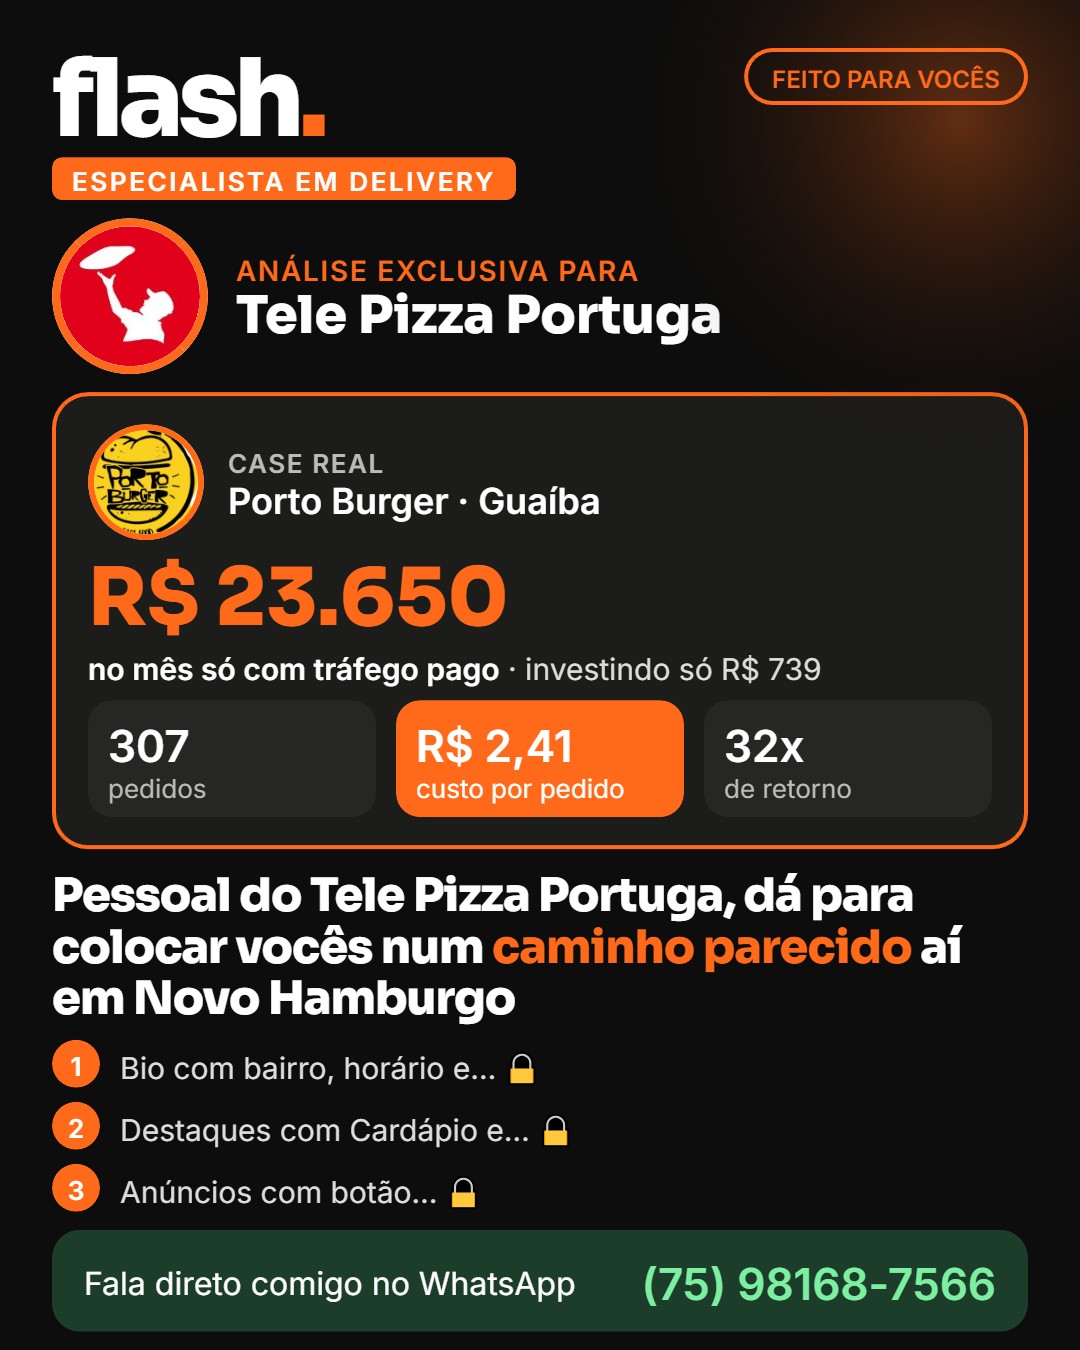 flash.
FEITO PARA VOCÊS
ESPECIALISTA EM DELIVERY
ANÁLISE EXCLUSIVA PARA
Tele Pizza Portuga
PORTO
BURGER
CASE REAL
Porto Burger · Guaíba
R$ 23.650
no mês só com tráfego pago · investindo só R$ 739
307
pedidos
R$ 2,41
custo por pedido
32x
de retorno
Pessoal do Tele Pizza Portuga, dá para
colocar vocês num caminho parecido aí
em Novo Hamburgo
1 Bio com bairro, horário e... 🔒
2 Destaques com Cardápio e... 🔒
3 Anúncios com botão... 🔒
Fala direto comigo no WhatsApp (75) 98168-7566